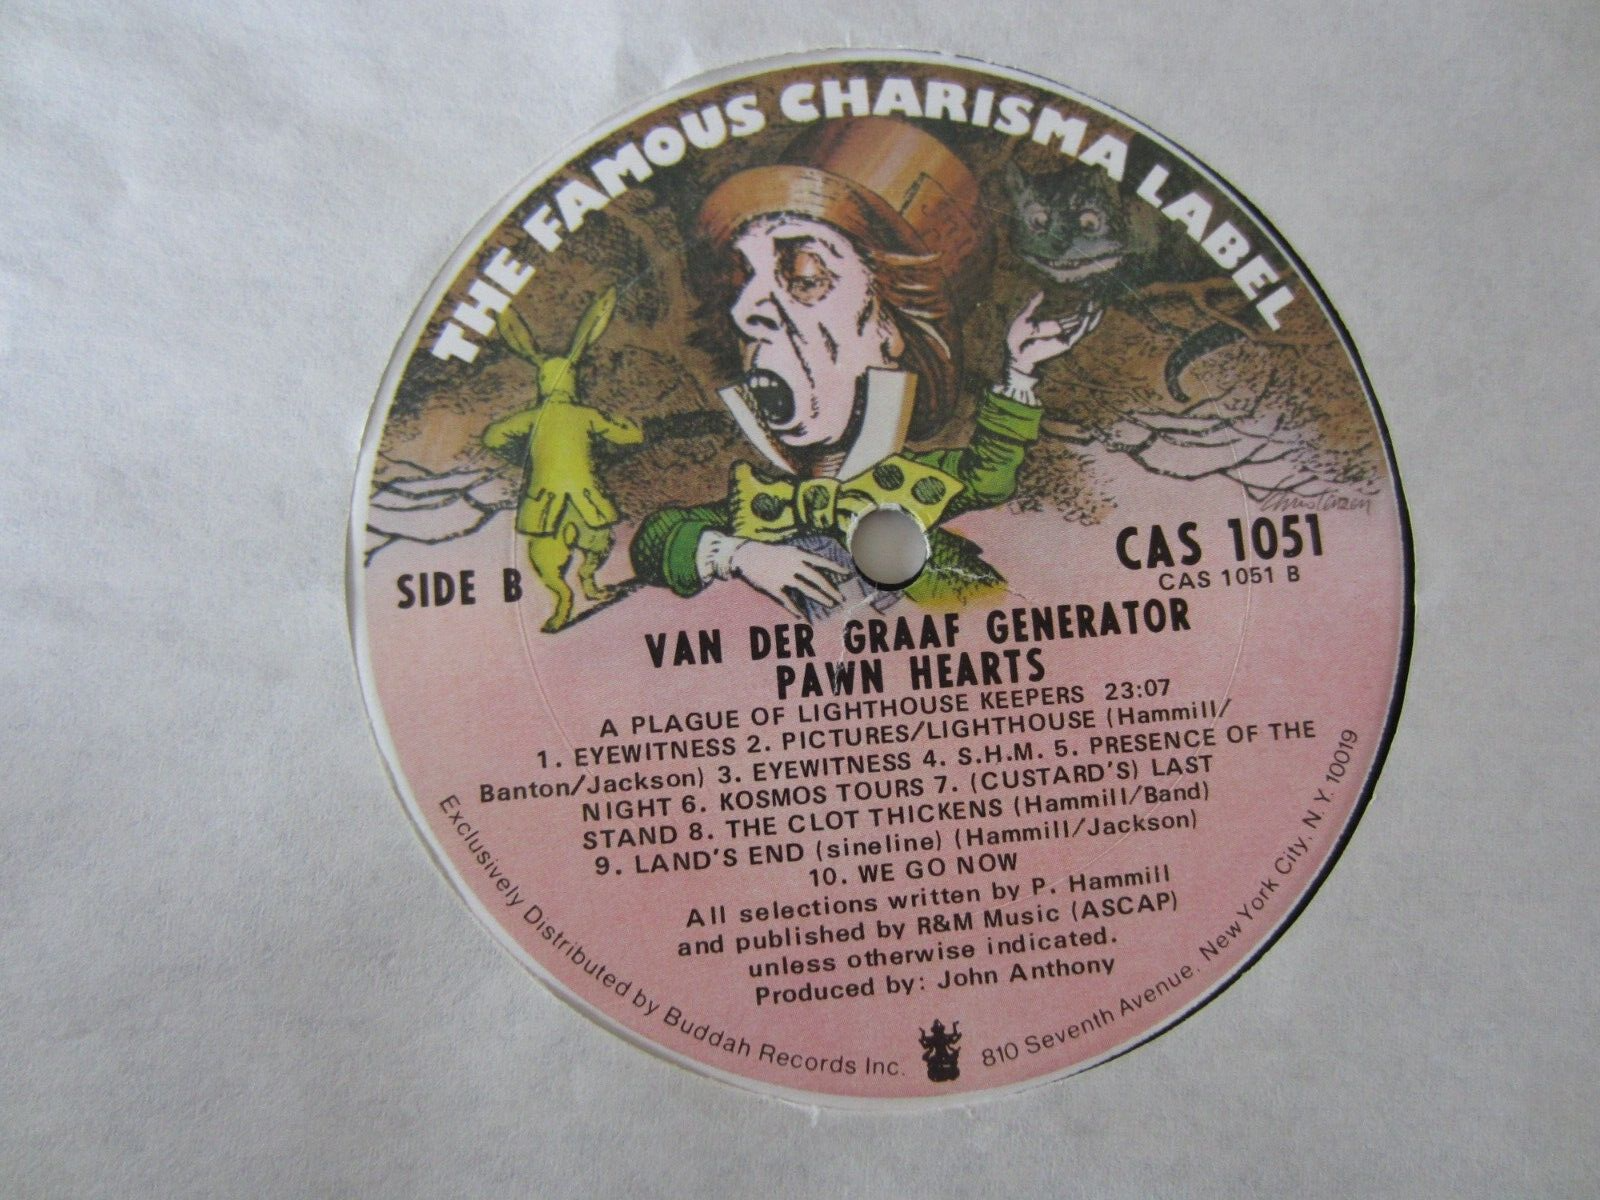 THE FAMOUS CHARISMA LABEL
Christensen
SIDE B
CAS 1051
CAS 1051 B
VAN DER GRAAF GENERATOR
PAWN HEARTS
A PLAGUE OF LIGHTHOUSE KEEPERS 23:07
1. EYEWITNESS 2. PICTURES/LIGHTHOUSE (Hammill/
Banton/Jackson) 3. EYEWITNESS 4. S.H.M. 5. PRESENCE OF THE
NIGHT 6. KOSMOS TOURS 7. (CUSTARD'S) LAST
STAND 8. THE CLOT THICKENS (Hammill/Band)
9. LAND'S END (sineline) (Hammill/Jackson)
10. WE GO NOW
All selections written by P. Hammill
and published by R&M Music (ASCAP)
unless otherwise indicated.
Produced by: John Anthony
Exclusively Distributed by Buddah Records Inc. 810 Seventh Avenue, New York City, N.Y. 10019